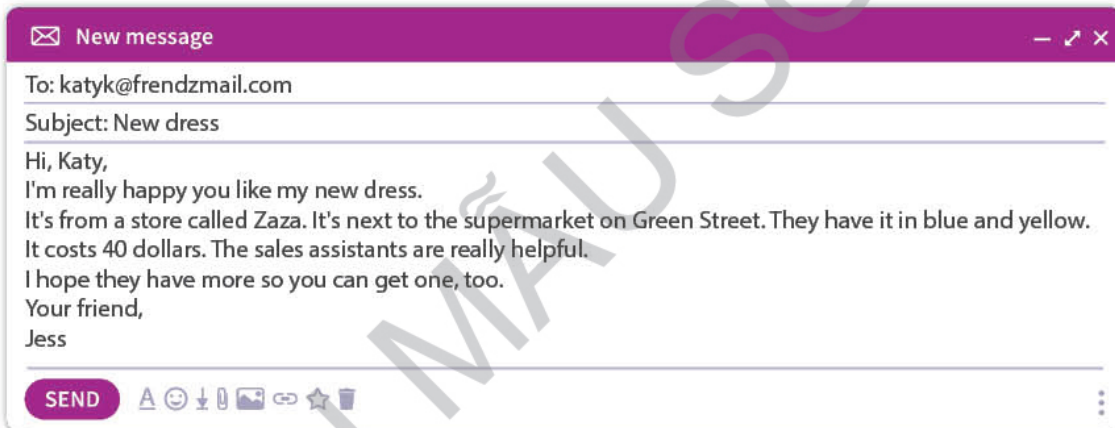 New message
To: katyk@frendzmail.com
Subject: New dress
Hi, Katy,
I'm really happy you like my new dress.
It's from a store called Zaza. It's next to the supermarket on Green Street. They have it in blue and yellow.
It costs 40 dollars. The sales assistants are really helpful.
I hope they have more so you can get one, too.
Your friend,
Jess
SEND
MẪU